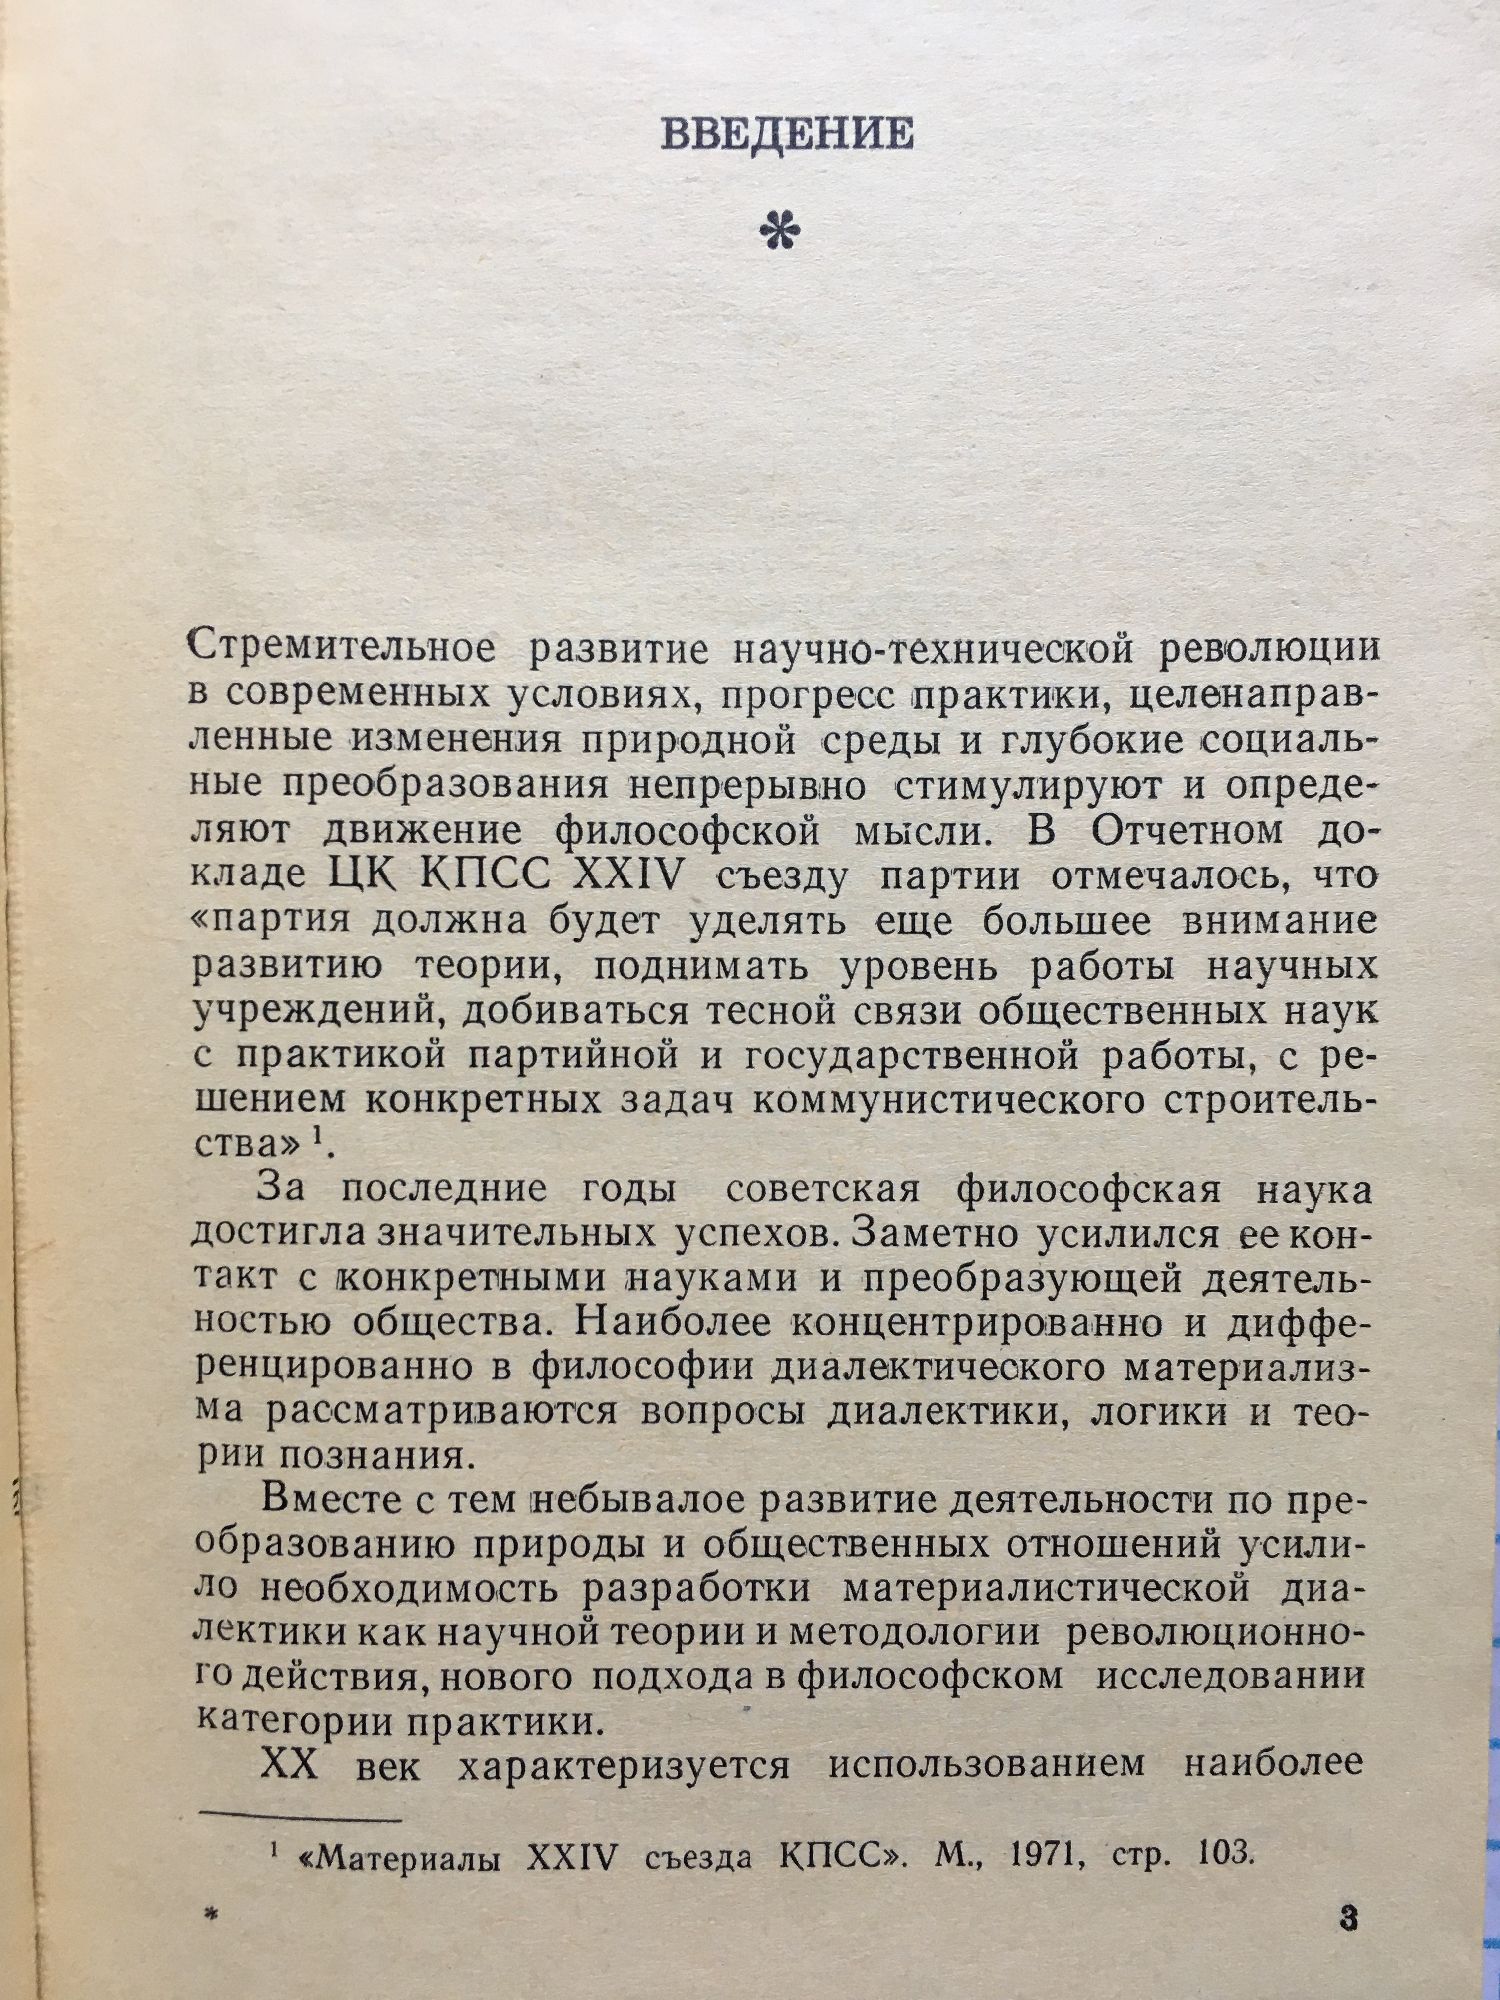 ВВЕДЕНИЕ
*
Стремительное развитие научно-технической революции
в современных условиях, прогресс практики, целенаправ-
ленные изменения природной среды и глубокие социаль-
ные преобразования непрерывно стимулируют и опреде-
ляют движение философской мысли. В Отчетном до-
кладе ЦК КПСС XXIV съезду партии отмечалось, что
«партия должна будет уделять еще большее внимание
развитию теории, поднимать уровень работы научных
учреждений, добиваться тесной связи общественных наук
с практикой партийной и государственной работы, с ре-
шением конкретных задач коммунистического строитель-
ства» ¹.
За последние годы советская философская наука
достигла значительных успехов. Заметно усилился ее кон-
такт с конкретными науками и преобразующей деятель-
ностью общества. Наиболее концентрированно и диффе-
ренцированно в философии диалектического материализ-
ма рассматриваются вопросы диалектики, логики и тео-
рии познания.
Вместе с тем небывалое развитие деятельности по пре-
образованию природы и общественных отношений усили-
ло необходимость разработки материалистической диа-
лектики как научной теории и методологии революционно-
го действия, нового подхода в философском исследовании
категории практики.
XX век характеризуется использованием наиболее
¹ «Материалы XXIV съезда КПСС». М., 1971, стр. 103.
* 3